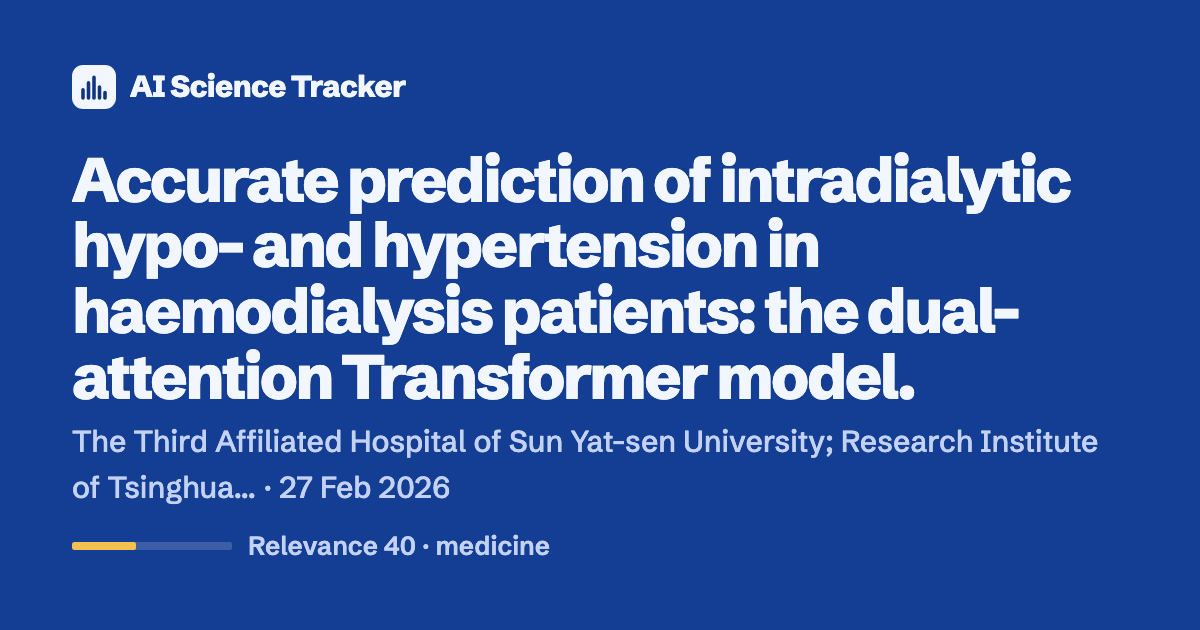 AI Science Tracker
Accurate prediction of intradialytic
hypo- and hypertension in
haemodialysis patients: the dual-
attention Transformer model.
The Third Affiliated Hospital of Sun Yat-sen University; Research Institute
of Tsinghua... · 27 Feb 2026
Relevance 40 · medicine